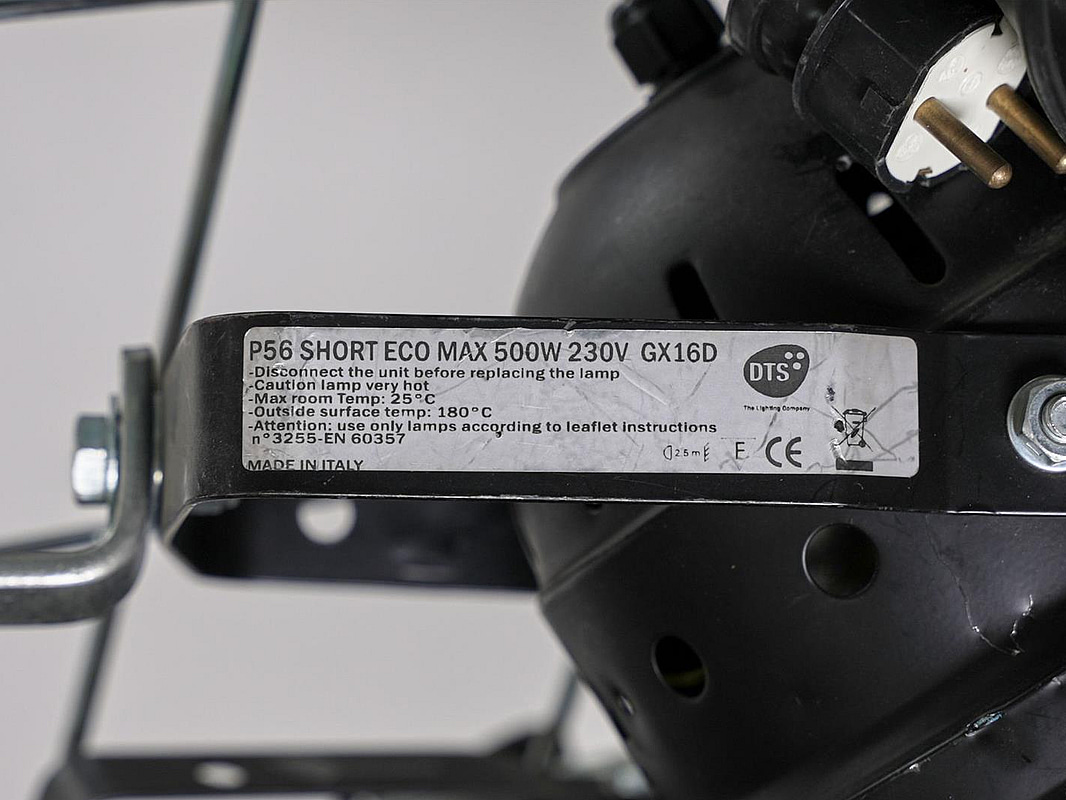 P56 SHORT ECO MAX 500W 230V GX16D
-Disconnect the unit before replacing the lamp
-Caution lamp very hot
-Max room Temp: 25°C
-Outside surface temp: 180°C
-Attention: use only lamps according to leaflet instructions
n°3255-EN 60357
MADE IN ITALY
DTS
The Lighting Company
2.5m
F
CE